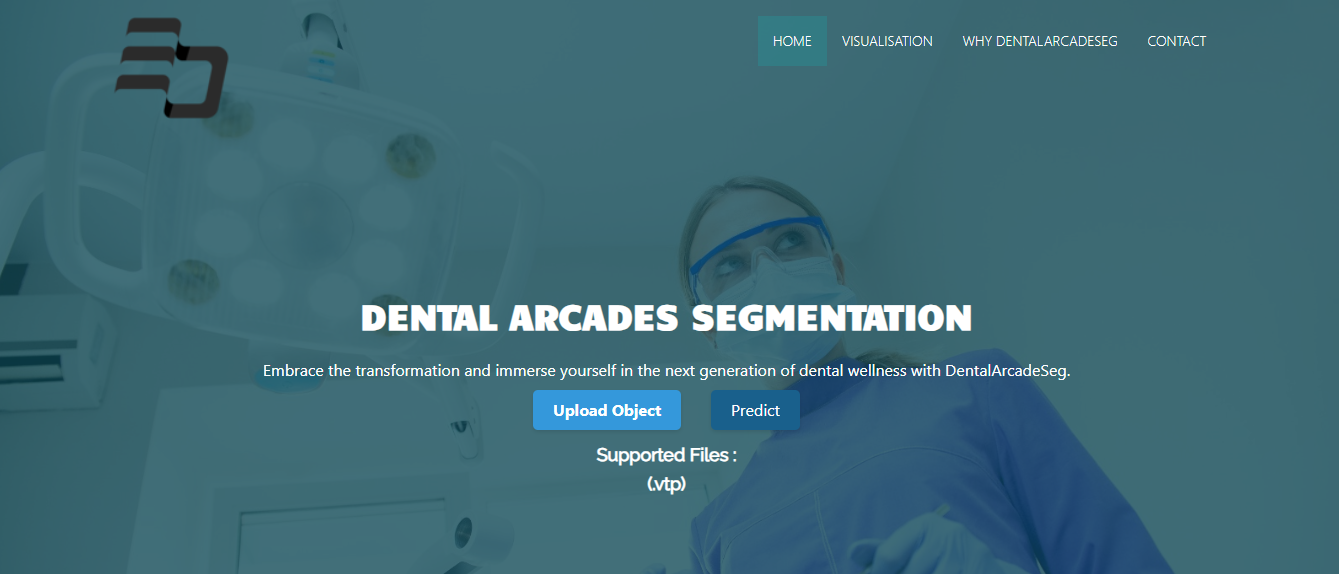 HOME VISUALISATION WHY DENTALARCADESEG CONTACT
DENTAL ARCADES SEGMENTATION
Embrace the transformation and immerse yourself in the next generation of dental wellness with DentalArcadeSeg.
Upload Object Predict
Supported Files :
(.vtp)